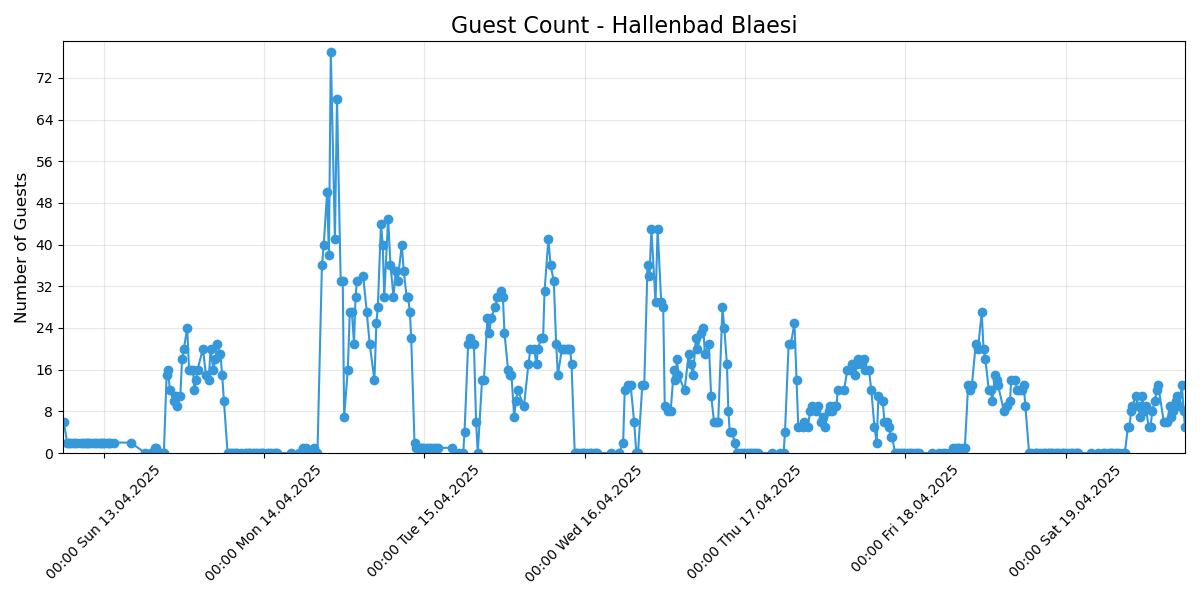 Guest Count - Hallenbad Blaesi
Number of Guests
72
64
56
48
40
32
24
16
8
0
00:00 Sun 13.04.2025
00:00 Mon 14.04.2025
00:00 Tue 15.04.2025
00:00 Wed 16.04.2025
00:00 Thu 17.04.2025
00:00 Fri 18.04.2025
00:00 Sat 19.04.2025